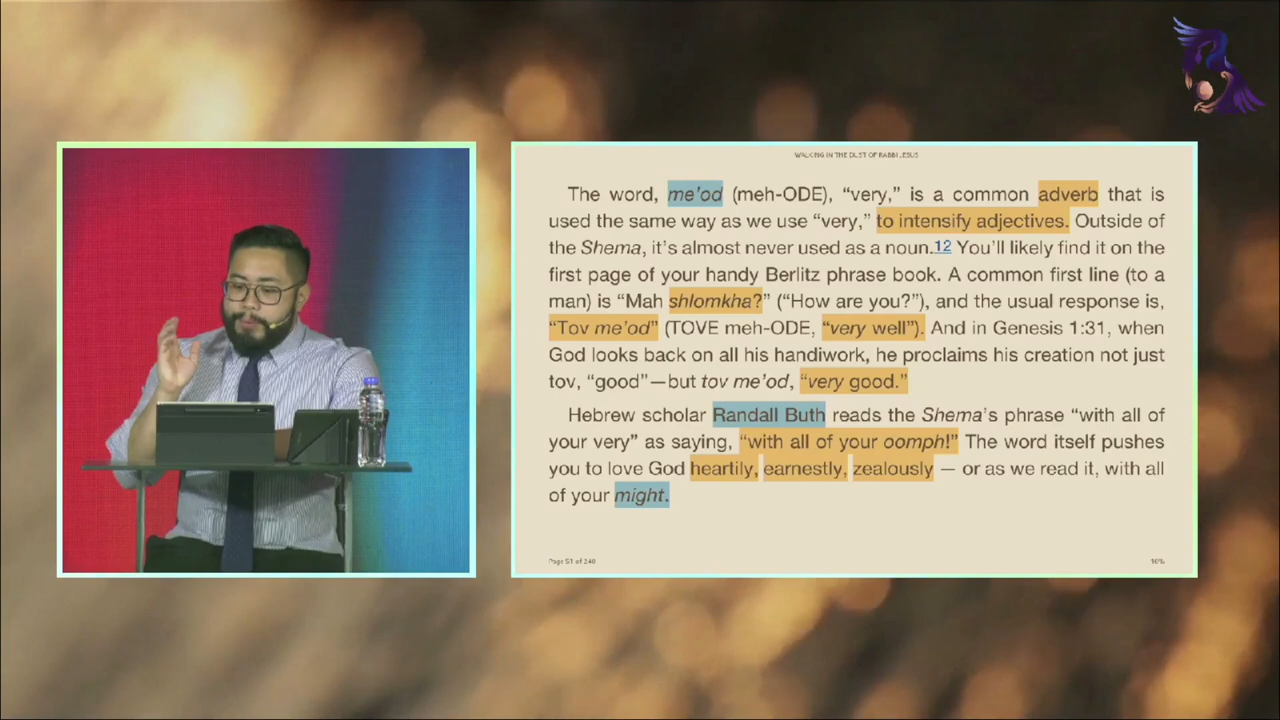 WALKING IN THE DUST OF RABBI JESUS
The word, me’od (meh-ODE), “very,” is a common adverb that is
used the same way as we use “very,” to intensify adjectives. Outside of
the Shema, it’s almost never used as a noun.12 You’ll likely find it on the
first page of your handy Berlitz phrase book. A common first line (to a
man) is “Mah shlomkha?” (“How are you?”), and the usual response is,
“Tov me’od” (TOVE meh-ODE, “very well”). And in Genesis 1:31, when
God looks back on all his handiwork, he proclaims his creation not just
tov, “good”—but tov me’od, “very good.”
Hebrew scholar Randall Buth reads the Shema’s phrase “with all of
your very” as saying, “with all of your oomph!” The word itself pushes
you to love God heartily, earnestly, zealously — or as we read it, with all
of your might.
Page 51 of 240